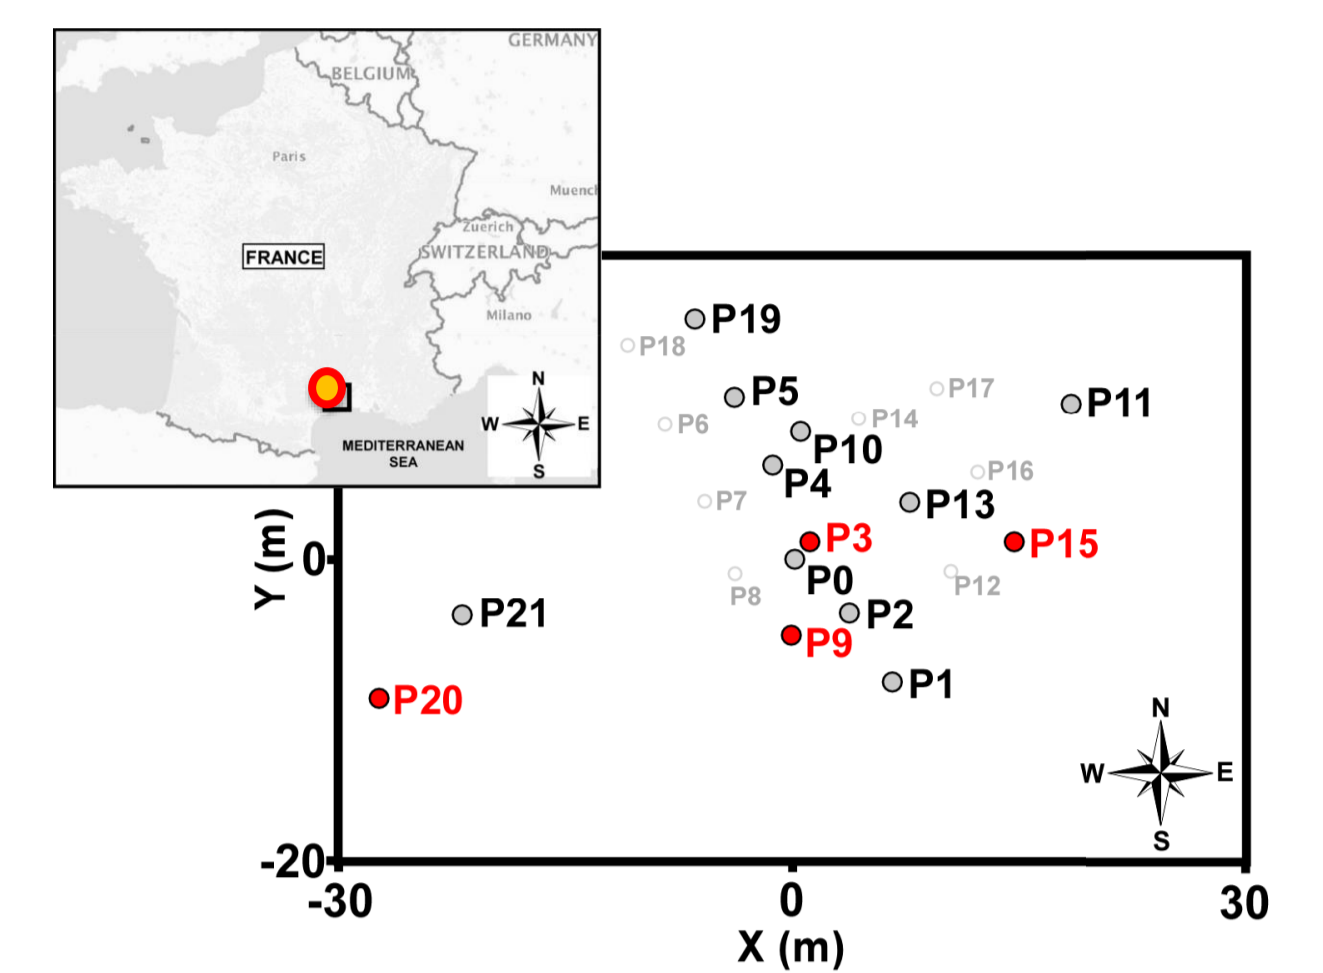 GERMANY
BELGIUM
Paris
Muench
Zuerich
SWITZERLAND
FRANCE
Milano
N
W E
S
MEDITERRANEAN
SEA
P19
P18
P5
P17
P11
P6
P14
P10
P4
P16
P7
P13
P3
P15
Y (m)
0
P0
P12
P8
P21
P2
P9
P1
P20
N
W E
S
-20
-30
0
30
X (m)